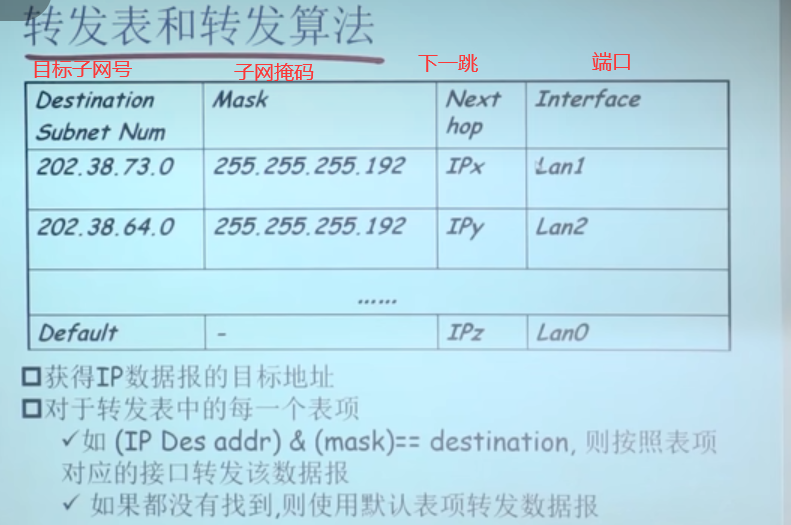 转发表和转发算法
目标子网号 子网掩码 下一跳 端口
Destination Subnet Num Mask Next hop Interface
202.38.73.0 255.255.255.192 IPx Lan1
202.38.64.0 255.255.255.192 IPy Lan2
......
Default - IPz Lan0
获得IP数据报的目标地址
对于转发表中的每一个表项
✓如 (IP Des addr) & (mask)== destination, 则按照表项
对应的接口转发该数据报
✓ 如果都没有找到,则使用默认表项转发数据报